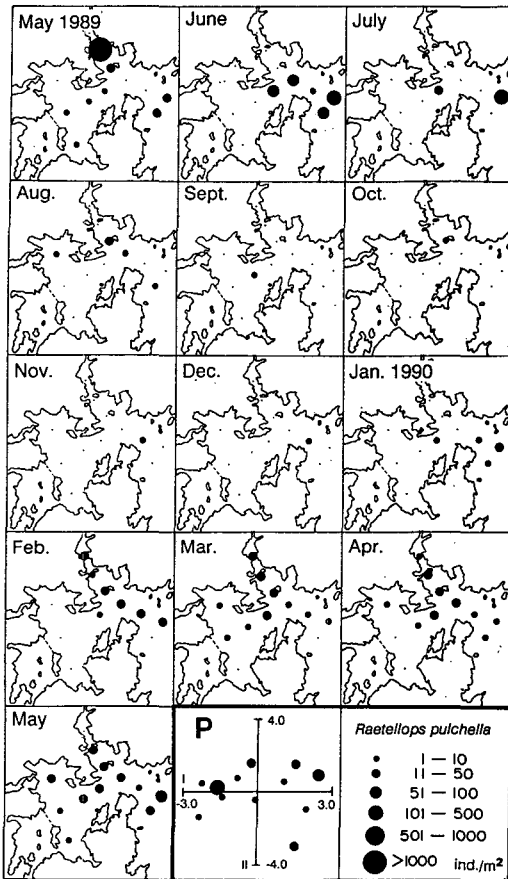 May 1989
June
July
Aug.
Sept.
Oct.
Nov.
Dec.
Jan. 1990
Feb.
Mar.
Apr.
May
P
4.0
I
-3.0
3.0
II
-4.0
Raetellops pulchella
1 — 10
11 — 50
51 — 100
101 — 500
501 — 1000
>1000 ind./m²